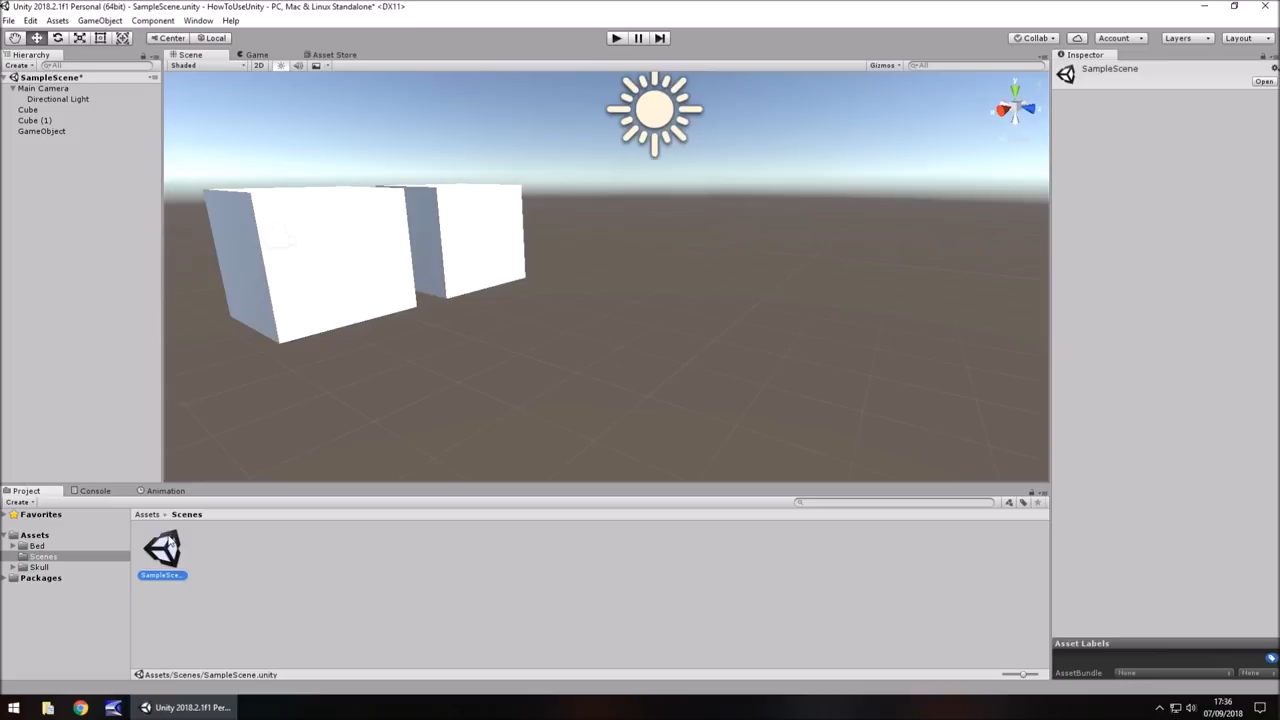 Unity 2018.2.1f1 Personal (64bit) - SampleScene.unity - HowToUseUnity - PC, Mac & Linux Standalone* <DX11>
File Edit Assets GameObject Component Window Help
Center Local Collab Account Layers Layout
Hierarchy Scene Game Asset Store Inspector
Create All Shaded 2D Gizmos All
SampleScene
Open
SampleScene*
Main Camera
Directional Light
Cube
Cube (1)
GameObject
y
Project Console Animation
Create
Favorites
Assets > Scenes
Assets
Bed
Scenes
Skull
Packages
SampleSce...
Asset Labels
Assets/Scenes/SampleScene.unity
AssetBundle None None
Unity 2018.2.1f1 Per...
17:36
07/09/2018